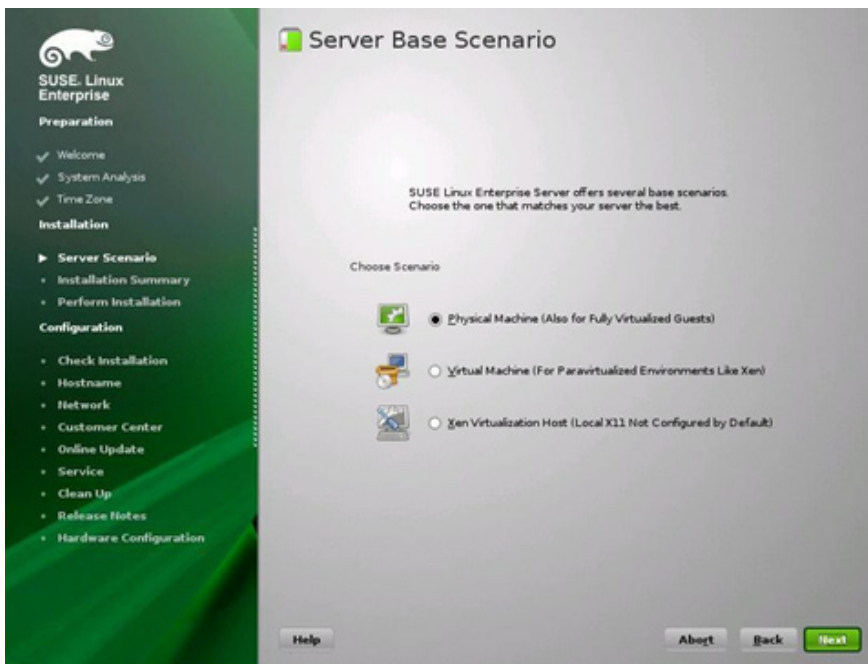 SUSE. Linux
Enterprise
Preparation
Welcome
System Analysis
Time Zone
Installation
Server Scenario
Installation Summary
Perform Installation
Configuration
Check Installation
Hostname
Network
Customer Center
Online Update
Service
Clean Up
Release Notes
Hardware Configuration
Server Base Scenario
SUSE Linux Enterprise Server offers several base scenarios.
Choose the one that matches your server the best.
Choose Scenario
Physical Machine (Also for Fully Virtualized Guests)
Virtual Machine (For Paravirtualized Environments Like Xen)
Xen Virtualization Host (Local X11 Not Configured by Default)
Help
Abort
Back
Next